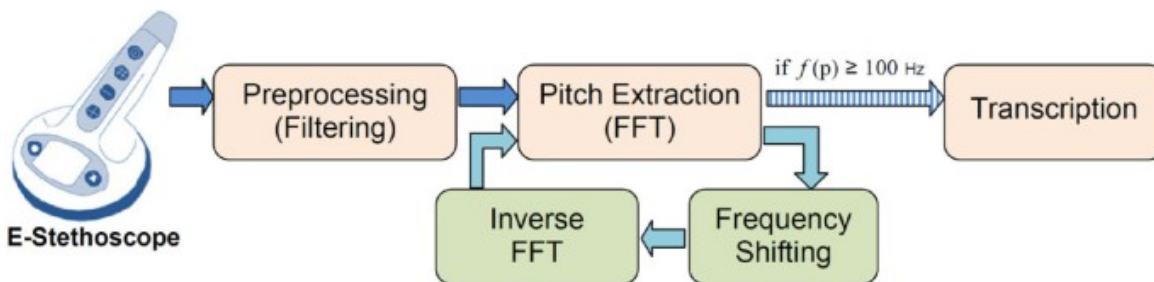 if f(p) ≥ 100 Hz
Preprocessing
(Filtering)
Pitch Extraction
(FFT)
Transcription
E-Stethoscope
Inverse
FFT
Frequency
Shifting